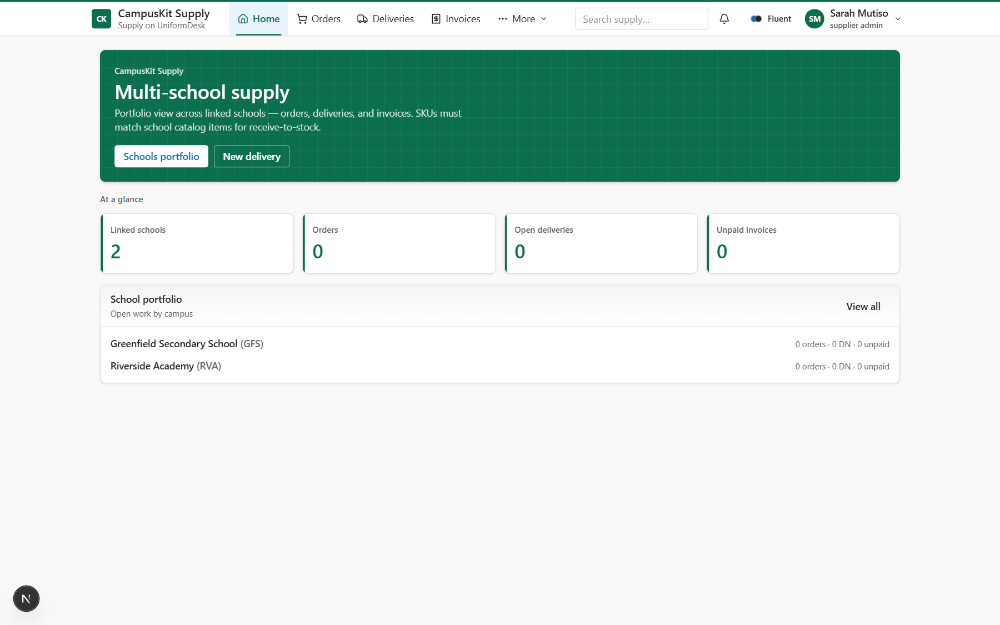 CK
CampusKit Supply
Supply on UniformDesk
Home
Orders
Deliveries
Invoices
More
Search supply...
Fluent
SM
Sarah Mutiso
supplier admin
CampusKit Supply
Multi-school supply
Portfolio view across linked schools — orders, deliveries, and invoices. SKUs must
match school catalog items for receive-to-stock.
Schools portfolio
New delivery
At a glance
Linked schools
2
Orders
0
Open deliveries
0
Unpaid invoices
0
School portfolio
Open work by campus
View all
Greenfield Secondary School (GFS)
0 orders · 0 DN · 0 unpaid
Riverside Academy (RVA)
0 orders · 0 DN · 0 unpaid
N